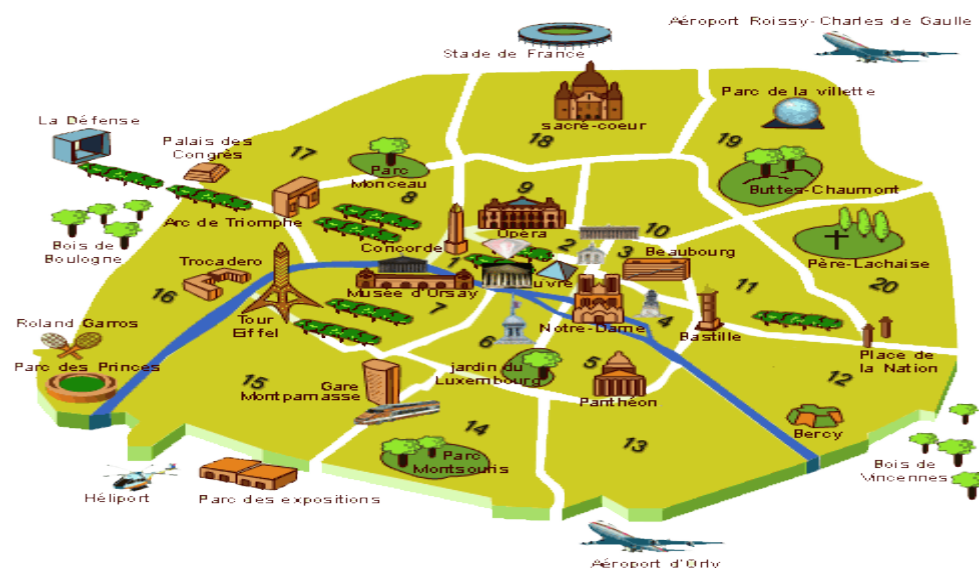 Aéroport Roissy-Charles de Gaulle
Stade de France
Parc de la villette
La Défense
sacré-coeur
Palais des
Congrès
17
18
19
Parc
Monceau
8
9
Buttes-Chaumont
Arc de Triomphe
Opéra
10
Bois de
Boulogne
Concorde
2
3
Beaubourg
Trocadero
1
uvre
Père-Lachaise
16
Musée d'Orsay
11
20
7
Tour
Eiffel
Notre-Dame
4
Bastille
Roland Garros
6
Place de
la Nation
Parc des Princes
jardin du
Luxembourg
5
15
Gare
Montparnasse
Panthéon
12
Bercy
14
13
Parc
Montsouris
Bois de
Vincennes
Héliport
Parc des expositions
Aéroport d'Orly